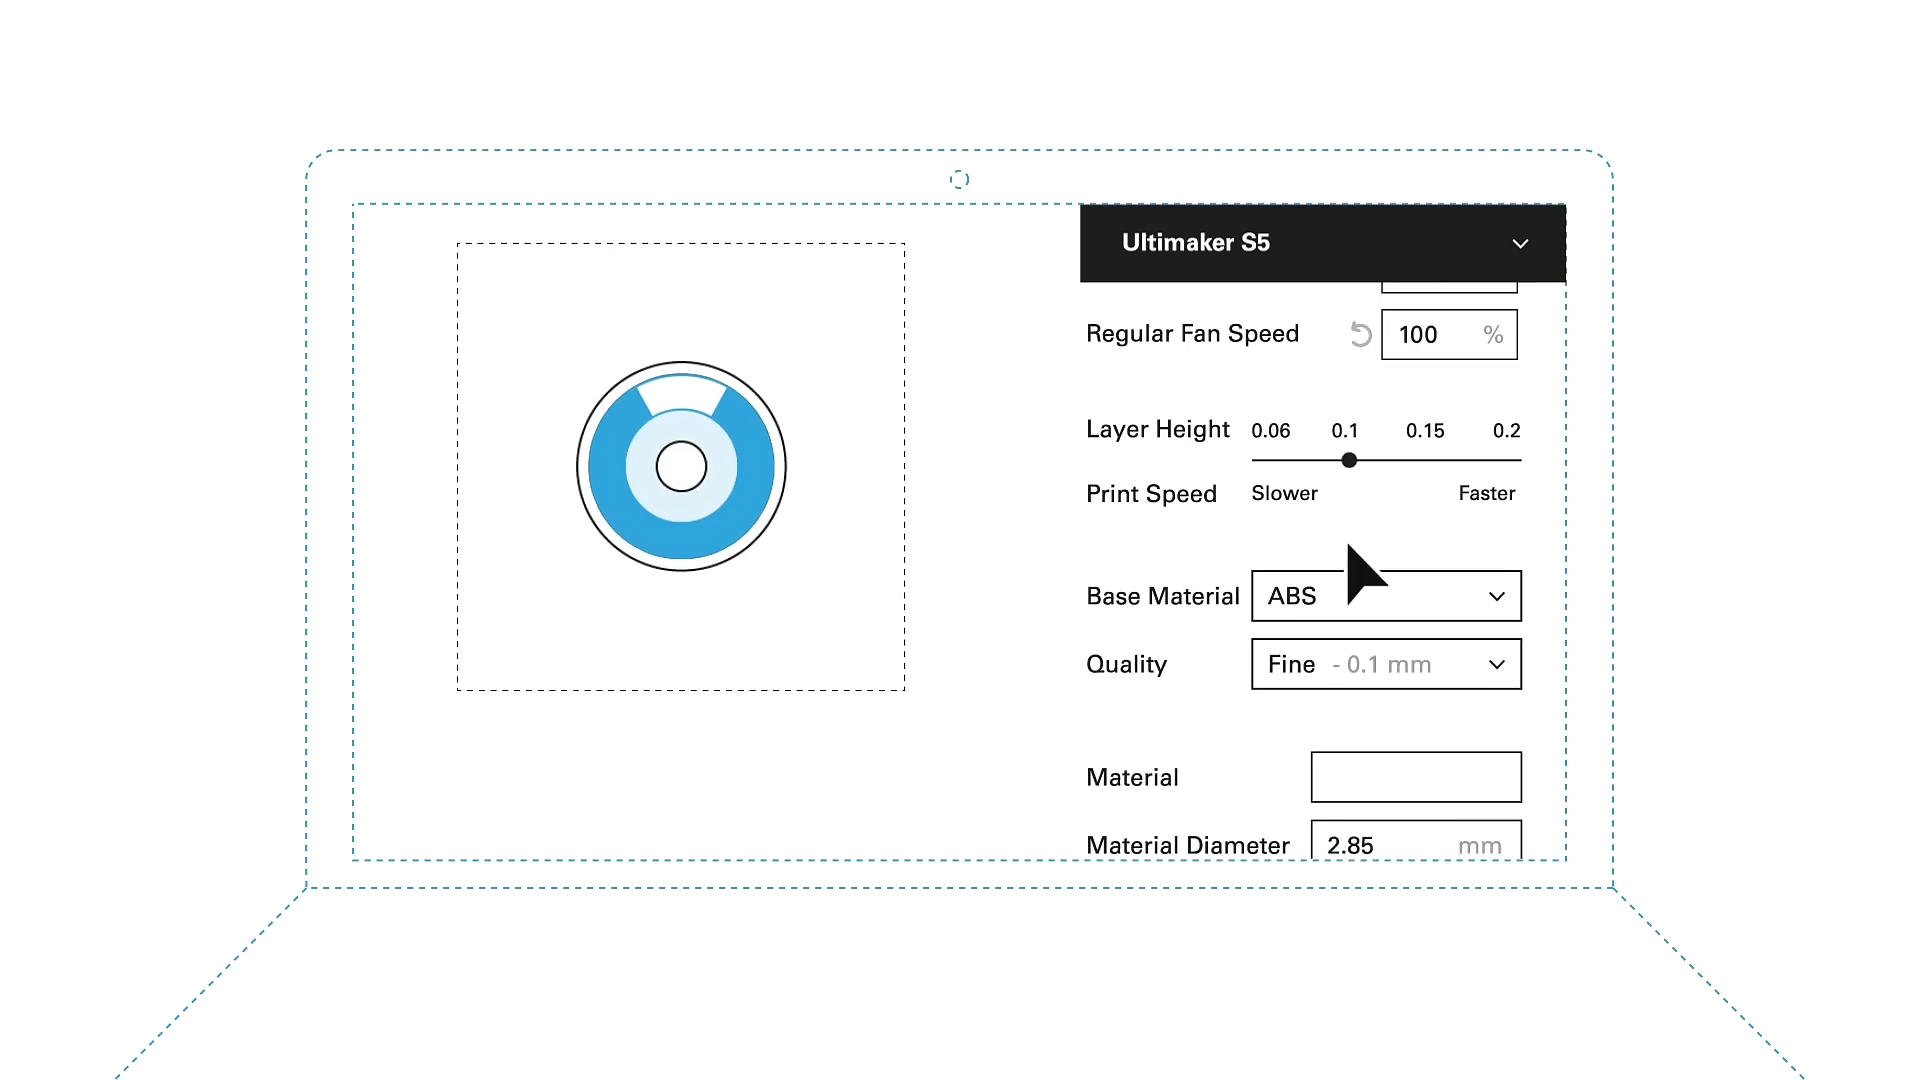 Ultimaker S5
Regular Fan Speed 100 %
Layer Height 0.06 0.1 0.15 0.2
Print Speed Slower Faster
Base Material ABS
Quality Fine - 0.1 mm
Material
Material Diameter 2.85 mm